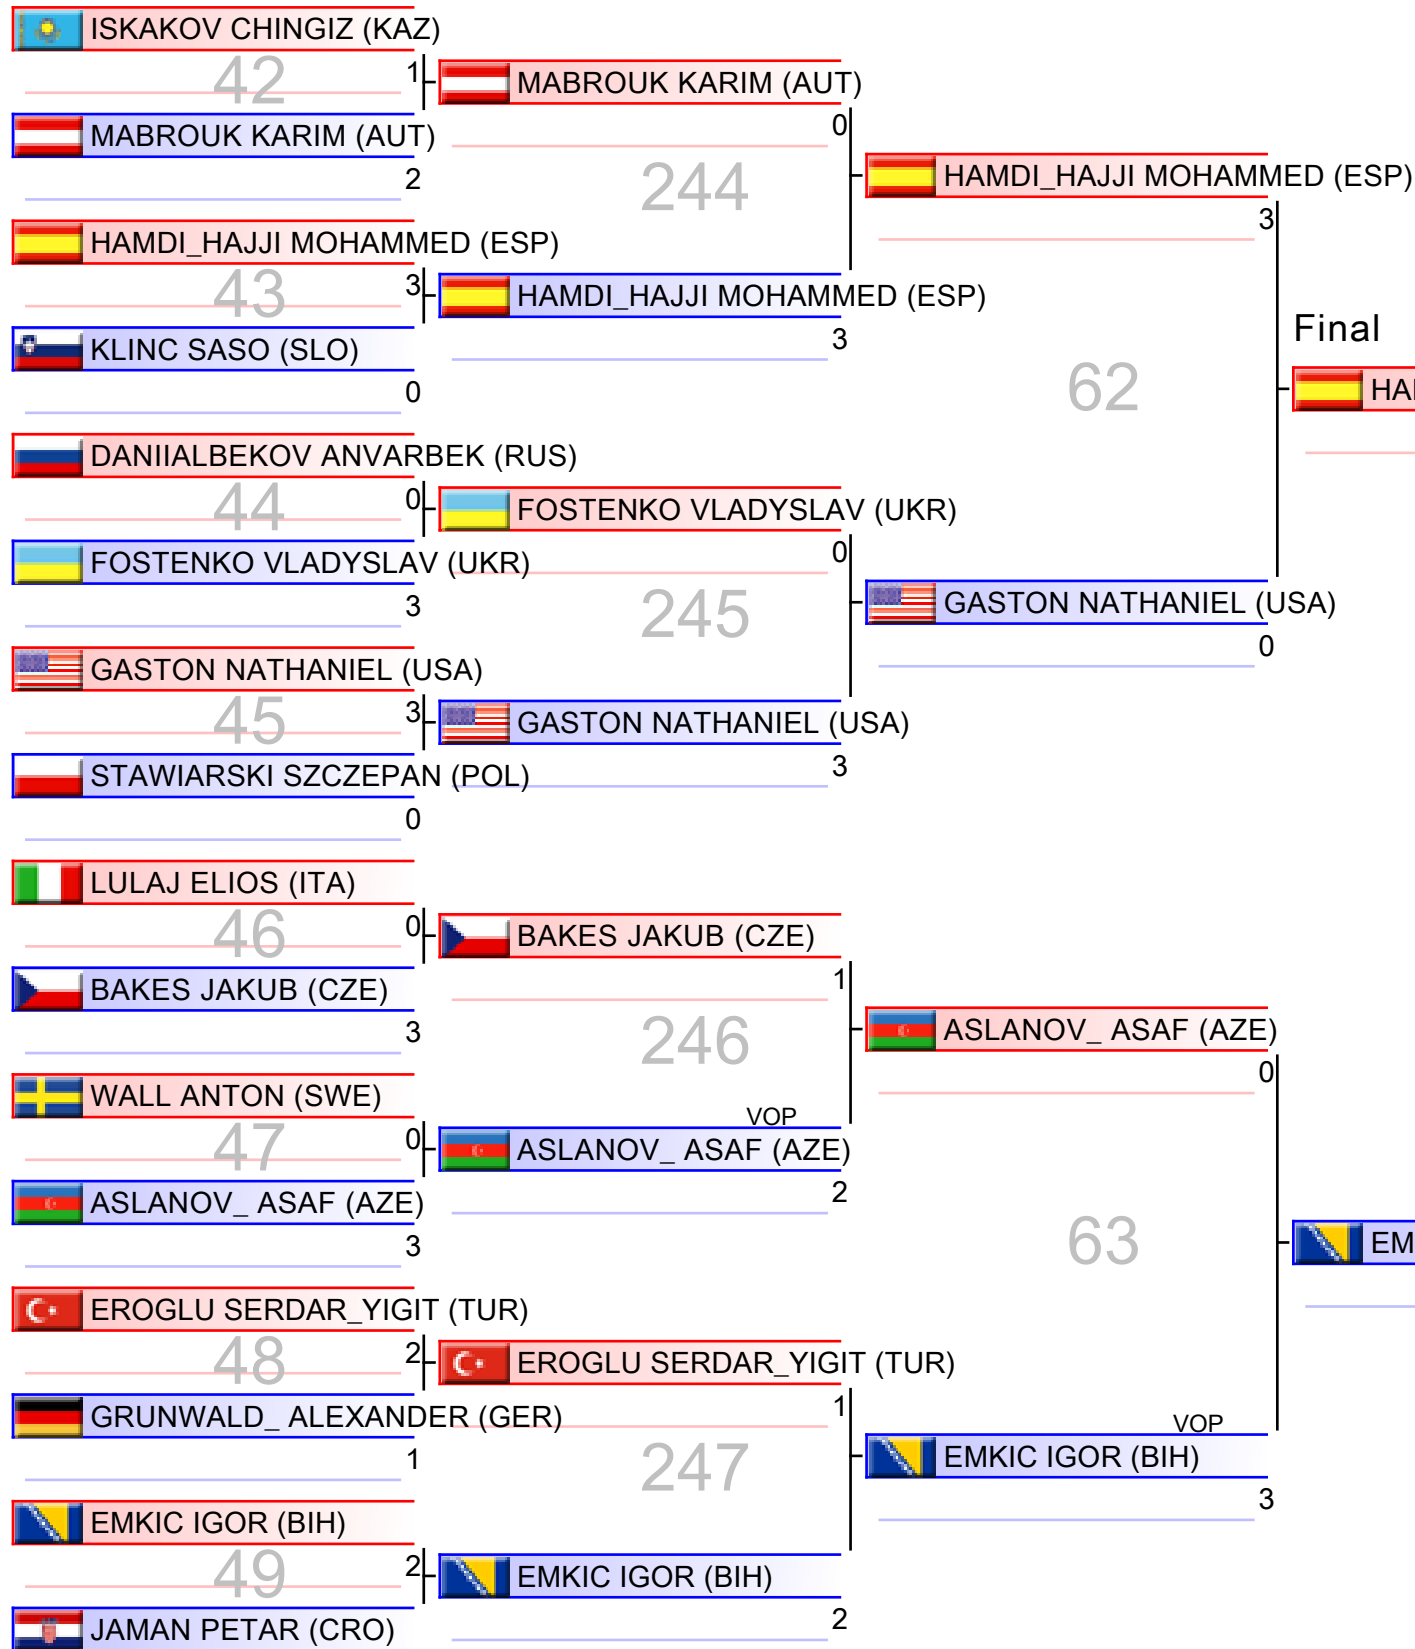 ISKAKOV CHINGIZ (KAZ)
42
1
MABROUK KARIM (AUT)
2
HAMDI_HAJJI MOHAMMED (ESP)
43
3
KLINC SASO (SLO)
0
DANIIALBEKOV ANVARBEK (RUS)
44
0
FOSTENKO VLADYSLAV (UKR)
3
GASTON NATHANIEL (USA)
45
3
STAWIARSKI SZCZEPAN (POL)
0
LULAJ ELIOS (ITA)
46
0
BAKES JAKUB (CZE)
3
WALL ANTON (SWE)
47
0
ASLANOV_ ASAF (AZE)
3
EROGLU SERDAR_YIGIT (TUR)
48
2
GRUNWALD_ ALEXANDER (GER)
1
EMKIC IGOR (BIH)
49
2
JAMAN PETAR (CRO)
MABROUK KARIM (AUT)
0
244
HAMDI_HAJJI MOHAMMED (ESP)
3
FOSTENKO VLADYSLAV (UKR)
0
245
GASTON NATHANIEL (USA)
3
BAKES JAKUB (CZE)
1
246
VOP
ASLANOV_ ASAF (AZE)
2
EROGLU SERDAR_YIGIT (TUR)
1
247
EMKIC IGOR (BIH)
2
HAMDI_HAJJI MOHAMMED (ESP)
3
62
GASTON NATHANIEL (USA)
0
ASLANOV_ ASAF (AZE)
0
63
VOP
EMKIC IGOR (BIH)
3
Final